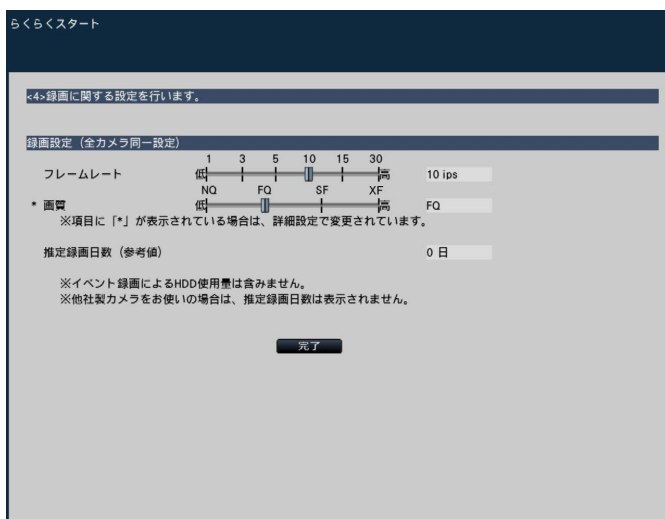 らくらくスタート
<4>録画に関する設定を行います。
録画設定（全カメラ同一設定）
1 3 5 10 15 30
フレームレート 低 高 10 ips
NQ FQ SF XF
* 画質 低 高 FQ
※項目に「*」が表示されている場合は、詳細設定で変更されています。
推定録画日数（参考値） 0 日
※イベント録画によるHDD使用量は含みません。
※他社製カメラをお使いの場合は、推定録画日数は表示されません。
完了